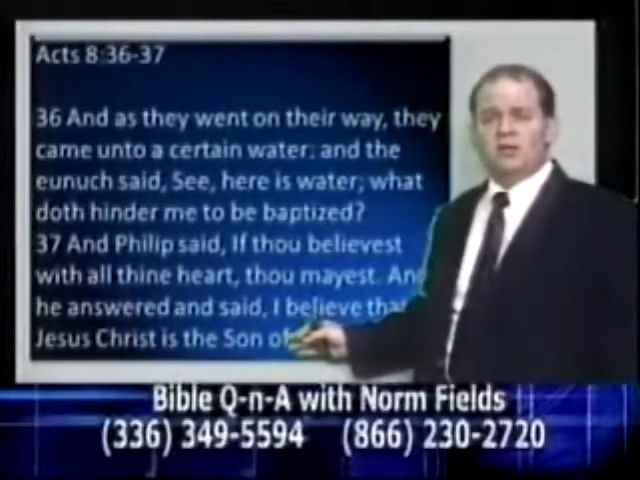 Acts 8:36-37
36 And as they went on their way, they
came unto a certain water: and the
eunuch said, See, here is water; what
doth hinder me to be baptized?
37 And Philip said, If thou believest
with all thine heart, thou mayest. And
he answered and said, I believe that
Jesus Christ is the Son of
Bible Q-n-A with Norm Fields
(336) 349-5594 (866) 230-2720